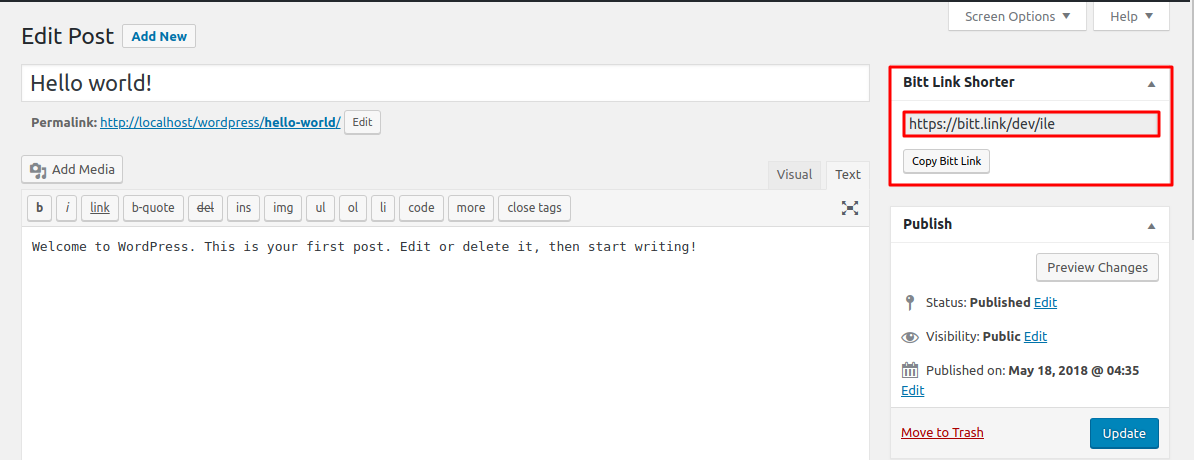 Screen Options Help
Edit Post Add New
Hello world!
Permalink: http://localhost/wordpress/hello-world/ Edit
Add Media
Visual Text
b i link b-quote del ins img ul ol li code more close tags
Welcome to WordPress. This is your first post. Edit or delete it, then start writing!
Bitt Link Shorter
https://bitt.link/dev/ile
Copy Bitt Link
Publish
Preview Changes
Status: Published Edit
Visibility: Public Edit
Published on: May 18, 2018 @ 04:35
Edit
Move to Trash Update